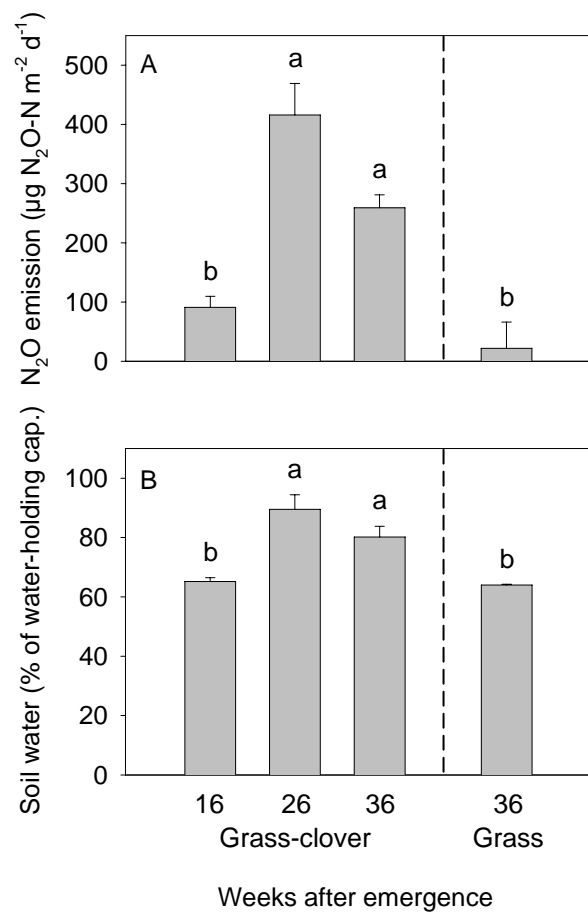 N₂O emission (µg N₂O-N m⁻² d⁻¹)
500
400
300
200
100
0
A
b
a
a
b
Soil water (% of water-holding cap.)
100
80
60
40
20
0
B
b
a
a
b
16 26 36 36
Grass-clover Grass
Weeks after emergence